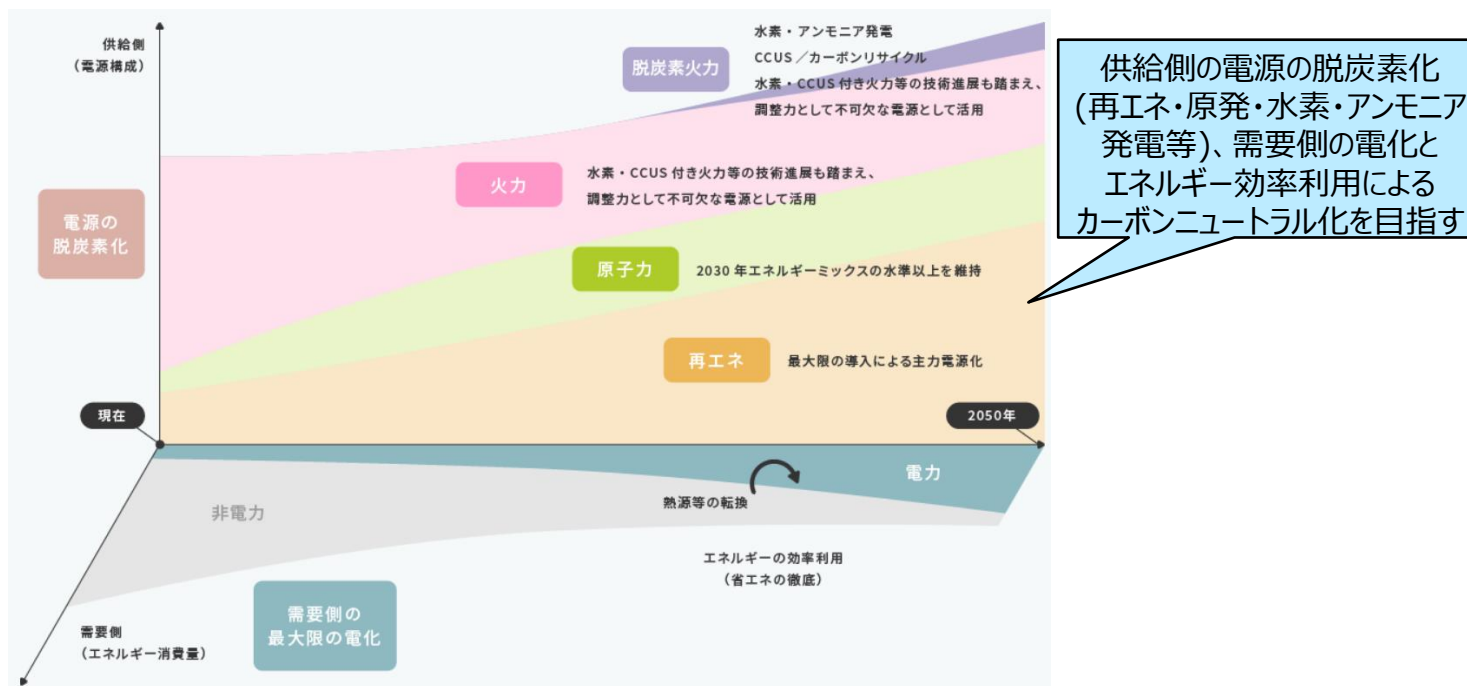 供給側
（電源構成）
脱炭素火力
水素・アンモニア発電
CCUS／カーボンリサイクル
水素・CCUS 付き火力等の技術進展も踏まえ、
調整力として不可欠な電源として活用
供給側の電源の脱炭素化
(再エネ・原発・水素・アンモニア
発電等)、需要側の電化と
エネルギー効率利用による
カーボンニュートラル化を目指す
火力
水素・CCUS 付き火力等の技術進展も踏まえ、
調整力として不可欠な電源として活用
電源の
脱炭素化
原子力
2030 年エネルギーミックスの水準以上を維持
再エネ
最大限の導入による主力電源化
現在
2050年
電力
熱源等の転換
非電力
エネルギーの効率利用
（省エネの徹底）
需要側の
最大限の電化
需要側
（エネルギー消費量）